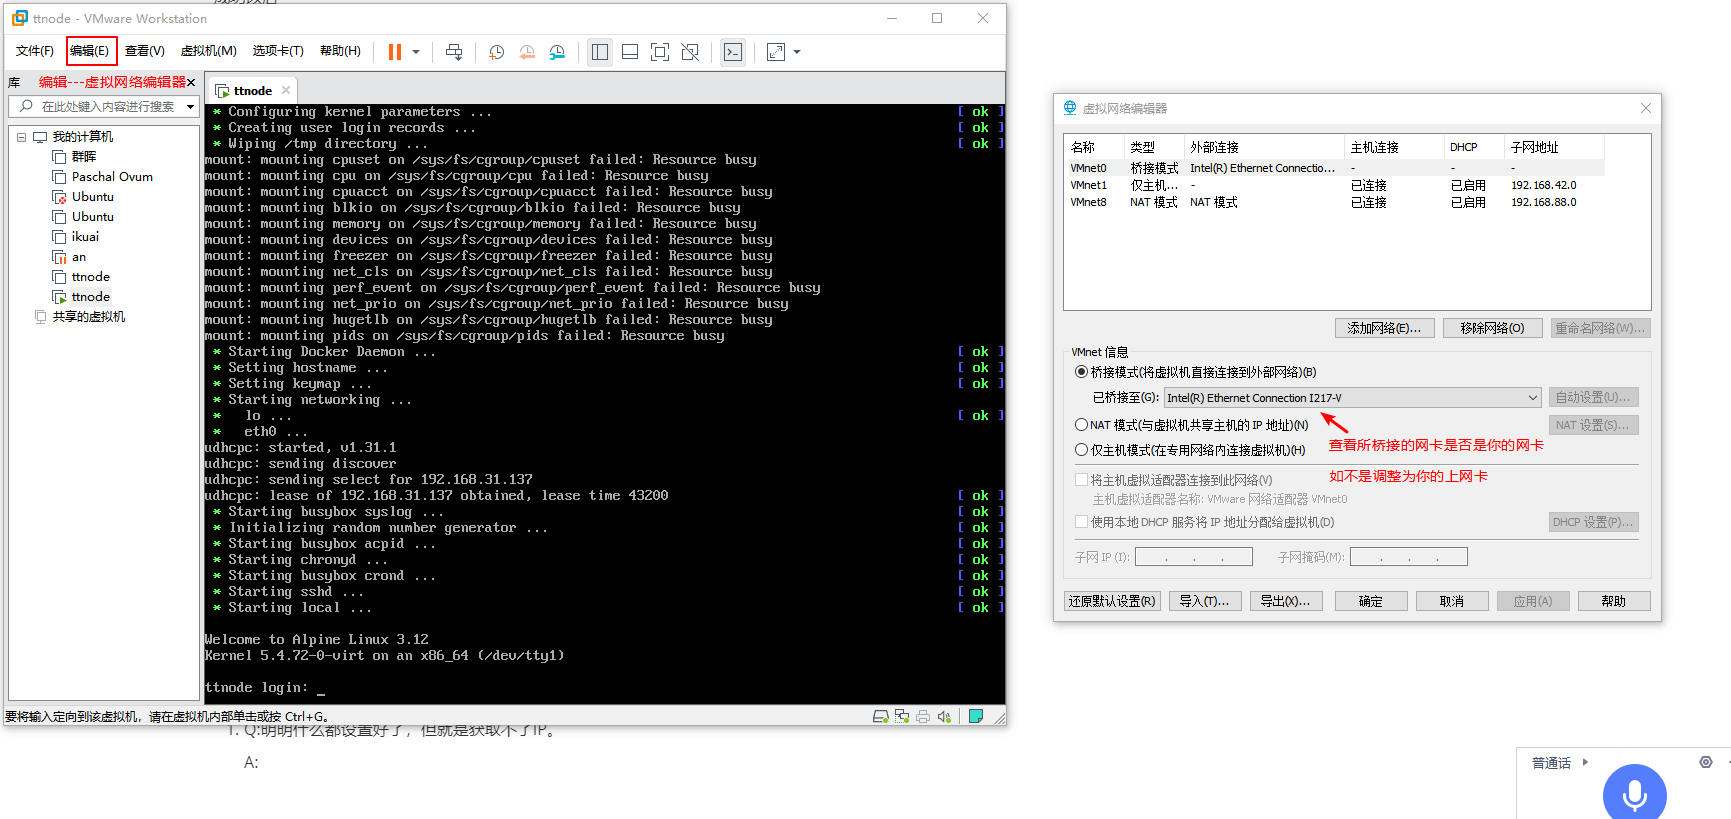 ttnode - VMware Workstation
文件(F) 编辑(E) 查看(V) 虚拟机(M) 选项卡(T) 帮助(H)
库 编辑---虚拟网络编辑器
在此处键入内容进行搜索
我的计算机
群晖
Paschal Ovum
Ubuntu
Ubuntu
ikuai
an
ttnode
ttnode
共享的虚拟机
ttnode
* Configuring kernel parameters ... [ ok ]
* Creating user login records ... [ ok ]
* Wiping /tmp directory ... [ ok ]
mount: mounting cpuset on /sys/fs/cgroup/cpuset failed: Resource busy
mount: mounting cpu on /sys/fs/cgroup/cpu failed: Resource busy
mount: mounting cpuacct on /sys/fs/cgroup/cpuacct failed: Resource busy
mount: mounting blkio on /sys/fs/cgroup/blkio failed: Resource busy
mount: mounting memory on /sys/fs/cgroup/memory failed: Resource busy
mount: mounting devices on /sys/fs/cgroup/devices failed: Resource busy
mount: mounting freezer on /sys/fs/cgroup/freezer failed: Resource busy
mount: mounting net_cls on /sys/fs/cgroup/net_cls failed: Resource busy
mount: mounting perf_event on /sys/fs/cgroup/perf_event failed: Resource busy
mount: mounting net_prio on /sys/fs/cgroup/net_prio failed: Resource busy
mount: mounting hugetlb on /sys/fs/cgroup/hugetlb failed: Resource busy
mount: mounting pids on /sys/fs/cgroup/pids failed: Resource busy
* Starting Docker Daemon ... [ ok ]
* Setting hostname ... [ ok ]
* Setting keymap ... [ ok ]
* Starting networking ...
* lo ... [ ok ]
* eth0 ...
udhcpc: started, v1.31.1
udhcpc: sending discover
udhcpc: sending select for 192.168.31.137
udhcpc: lease of 192.168.31.137 obtained, lease time 43200 [ ok ]
* Starting busybox syslog ... [ ok ]
* Initializing random number generator ... [ ok ]
* Starting busybox acpid ... [ ok ]
* Starting chronyd ... [ ok ]
* Starting busybox crond ... [ ok ]
* Starting sshd ... [ ok ]
* Starting local ... [ ok ]
Welcome to Alpine Linux 3.12
Kernel 5.4.72-0-virt on an x86_64 (/dev/tty1)
ttnode login: _
要将输入定向到该虚拟机，请在虚拟机内部单击或按 Ctrl+G。
1. Q:明明什么都设置好了，但就是获取不了IP。
A:
虚拟网络编辑器
名称 类型 外部连接 主机连接 DHCP 子网地址
VMnet0 桥接模式 Intel(R) Ethernet Connectio... - - -
VMnet1 仅主机... - 已连接 已启用 192.168.42.0
VMnet8 NAT 模式 NAT 模式 已连接 已启用 192.168.88.0
添加网络(E)... 移除网络(O) 重命名网络(W)...
VMnet 信息
桥接模式(将虚拟机直接连接到外部网络)(B)
已桥接至(G): Intel(R) Ethernet Connection I217-V 自动设置(U)...
NAT 模式(与虚拟机共享主机的 IP 地址)(N) NAT 设置(S)...
查看所桥接的网卡是否是你的网卡
仅主机模式(在专用网络内连接虚拟机)(H)
如不是调整为你的上网卡
将主机虚拟适配器连接到此网络(V)
主机虚拟适配器名称: VMware 网络适配器 VMnet0
使用本地 DHCP 服务将 IP 地址分配给虚拟机(D) DHCP 设置(P)...
子网 IP (I): . . . 子网掩码(M): . . .
还原默认设置(R) 导入(T)... 导出(X)... 确定 取消 应用(A) 帮助
普通话